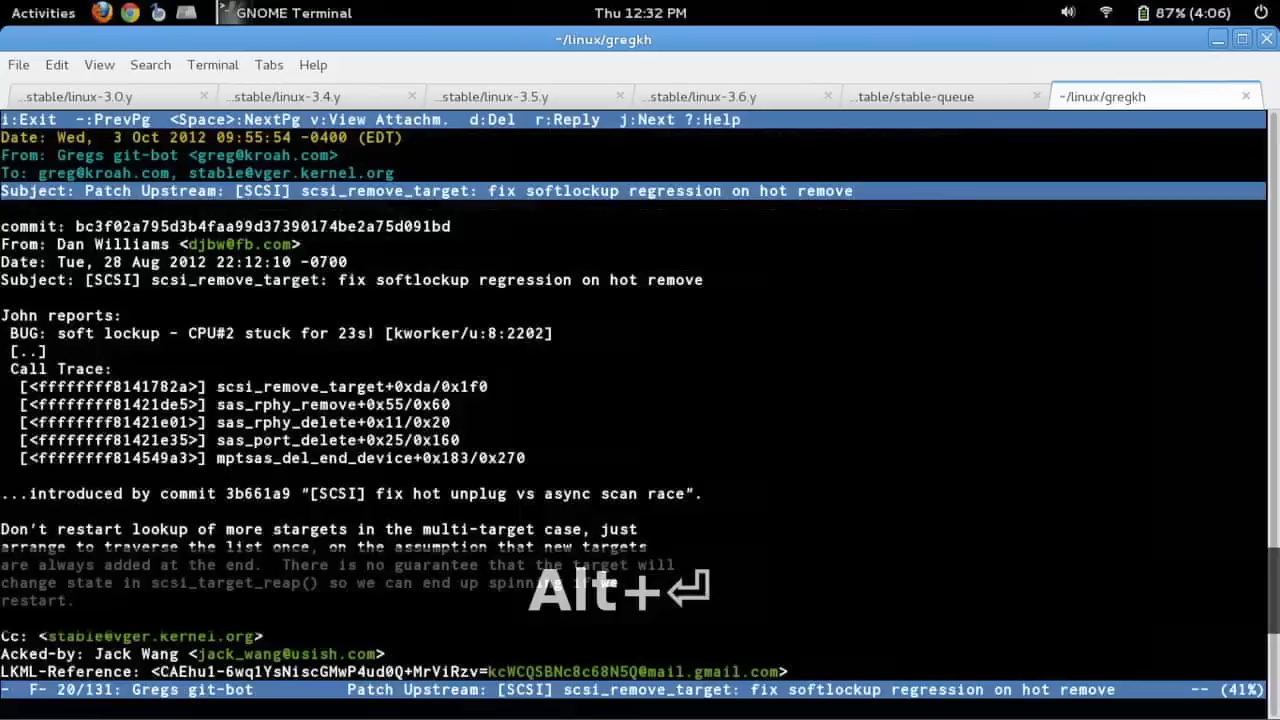 Activities GNOME Terminal Thu 12:32 PM 87% (4:06)
~/linux/gregkh
File Edit View Search Terminal Tabs Help
...stable/linux-3.0.y ...stable/linux-3.4.y ...stable/linux-3.5.y ...stable/linux-3.6.y ...table/stable-queue ~/linux/gregkh
i:Exit -:PrevPg <Space>:NextPg v:View Attachm. d:Del r:Reply j:Next ?:Help
Date: Wed, 3 Oct 2012 09:55:54 -0400 (EDT)
From: Gregs git-bot <greg@kroah.com>
To: greg@kroah.com, stable@vger.kernel.org
Subject: Patch Upstream: [SCSI] scsi_remove_target: fix softlockup regression on hot remove
commit: bc3f02a795d3b4faa99d37390174be2a75d091bd
From: Dan Williams <djbw@fb.com>
Date: Tue, 28 Aug 2012 22:12:10 -0700
Subject: [SCSI] scsi_remove_target: fix softlockup regression on hot remove
John reports:
BUG: soft lockup - CPU#2 stuck for 23s! [kworker/u:8:2202]
[..]
Call Trace:
[<ffffffff8141782a>] scsi_remove_target+0xda/0x1f0
[<ffffffff81421de5>] sas_rphy_remove+0x55/0x60
[<ffffffff81421e01>] sas_rphy_delete+0x11/0x20
[<ffffffff81421e35>] sas_port_delete+0x25/0x160
[<ffffffff814549a3>] mptsas_del_end_device+0x183/0x270
...introduced by commit 3b661a9 "[SCSI] fix hot unplug vs async scan race".
Don't restart lookup of more stargets in the multi-target case, just
arrange to traverse the list once, on the assumption that new targets
are always added at the end. There is no guarantee that the target will
change state in scsi_target_reap() so we can end up spinning if we
restart.
Alt+⏎
Cc: <stable@vger.kernel.org>
Acked-by: Jack Wang <jack_wang@usish.com>
LKML-Reference: <CAEhu1-6wq1YsNiscGMwP4ud0Q+MrViRzv=kcWCQSBNc8c68N5Q@mail.gmail.com>
- F- 20/131: Gregs git-bot Patch Upstream: [SCSI] scsi_remove_target: fix softlockup regression on hot remove -- (41%)